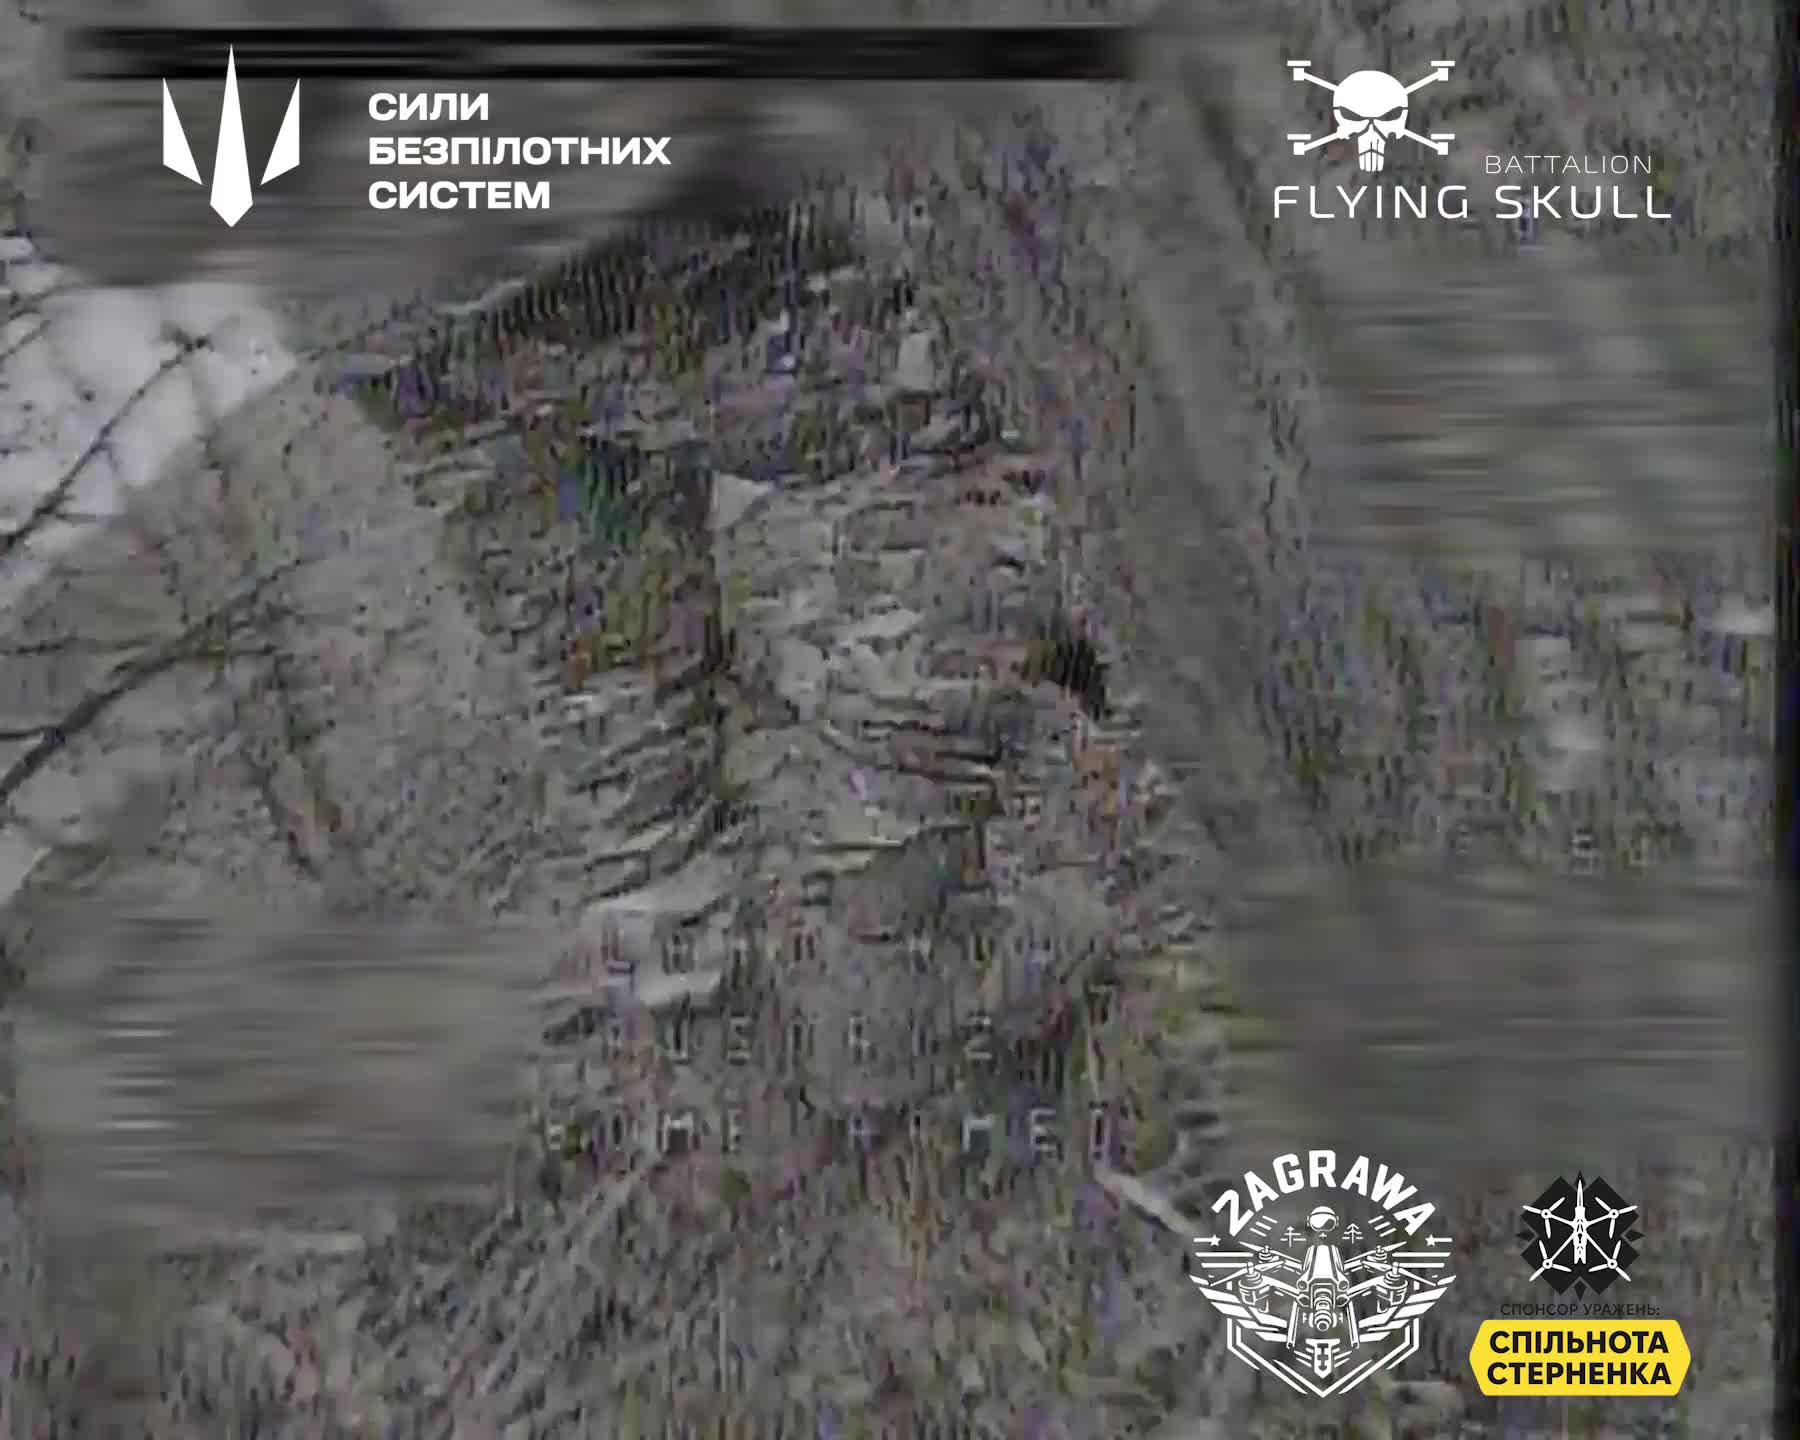 СИЛИ
БЕЗПІЛОТНИХ
СИСТЕМ
BATTALION
FLYING SKULL
ZAGRAWA
СПОНСОР УРАЖЕНЬ:
СПІЛЬНОТА
СТЕРНЕНКА